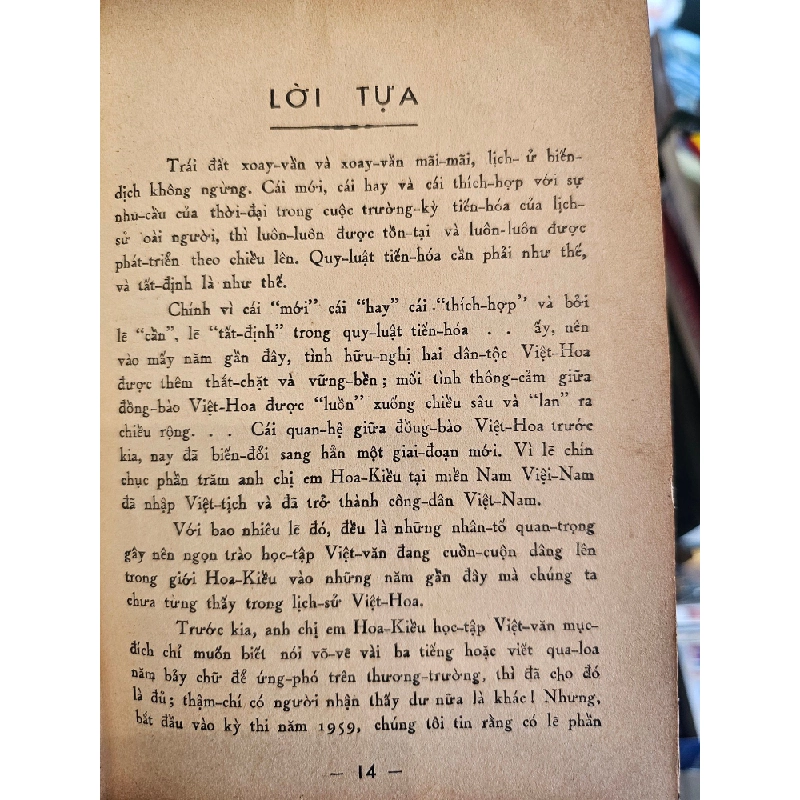 LỜI TỰA
Trái đất xoay-vần và xoay-vần mãi-mãi, lịch- ử biến-
dịch không ngừng. Cái mới, cái hay và cái thích-hợp với sự
nhu-cầu của thời-đại trong cuộc trường-kỳ tiến-hóa của lịch-
sử oài người, thì luôn-luôn được tồn-tại và luôn-luôn được
phát-triển theo chiều lên. Quy-luật tiến-hóa cần phải như thế,
và tất-định là như thế.
Chính vì cái "mới" cái "hay" cái "thích-hợp" và bởi
lẽ "cần", lẽ "tất-định" trong quy-luật tiến-hóa . . ấy, nên
vào mấy năm gần đây, tình hữu-nghị hai dân-tộc Việt-Hoa
được thêm thắt-chặt và vững-bền; mối tình thông-cảm giữa
đồng-bào Việt-Hoa được "luồn" xuống chiều sâu và "lan" ra
chiều rộng. . . Cái quan-hệ giữa đồng-bào Việt-Hoa trước
kia, nay đã biến-đổi sang hẳn một giai-đoạn mới. Vì lẽ chín
chục phần trăm anh chị em Hoa-Kiều tại miền Nam Việt-Nam
đã nhập Việt-tịch và đã trở thành công-dân Việt-Nam.
Với bao nhiêu lẽ đó, đều là những nhân-tố quan-trọng
gây nên ngọn trào học-tập Việt-văn đang cuồn-cuộn dâng lên
trong giới Hoa-Kiều vào những năm gần đây mà chúng ta
chưa từng thấy trong lịch-sử Việt-Hoa.
Trước kia, anh chị em Hoa-Kiều học-tập Việt-văn mục-
đích chỉ muốn biết nói võ-vẽ vài ba tiếng hoặc viết qua-loa
năm bảy chữ để ứng-phó trên thương-trường, thì đã cho đó
là đủ; thậm-chí có người nhận thấy dư nữa là khác! Nhưng,
bắt đầu vào kỳ thi năm 1959, chúng tôi tin rằng có lẽ phần
— 14 —